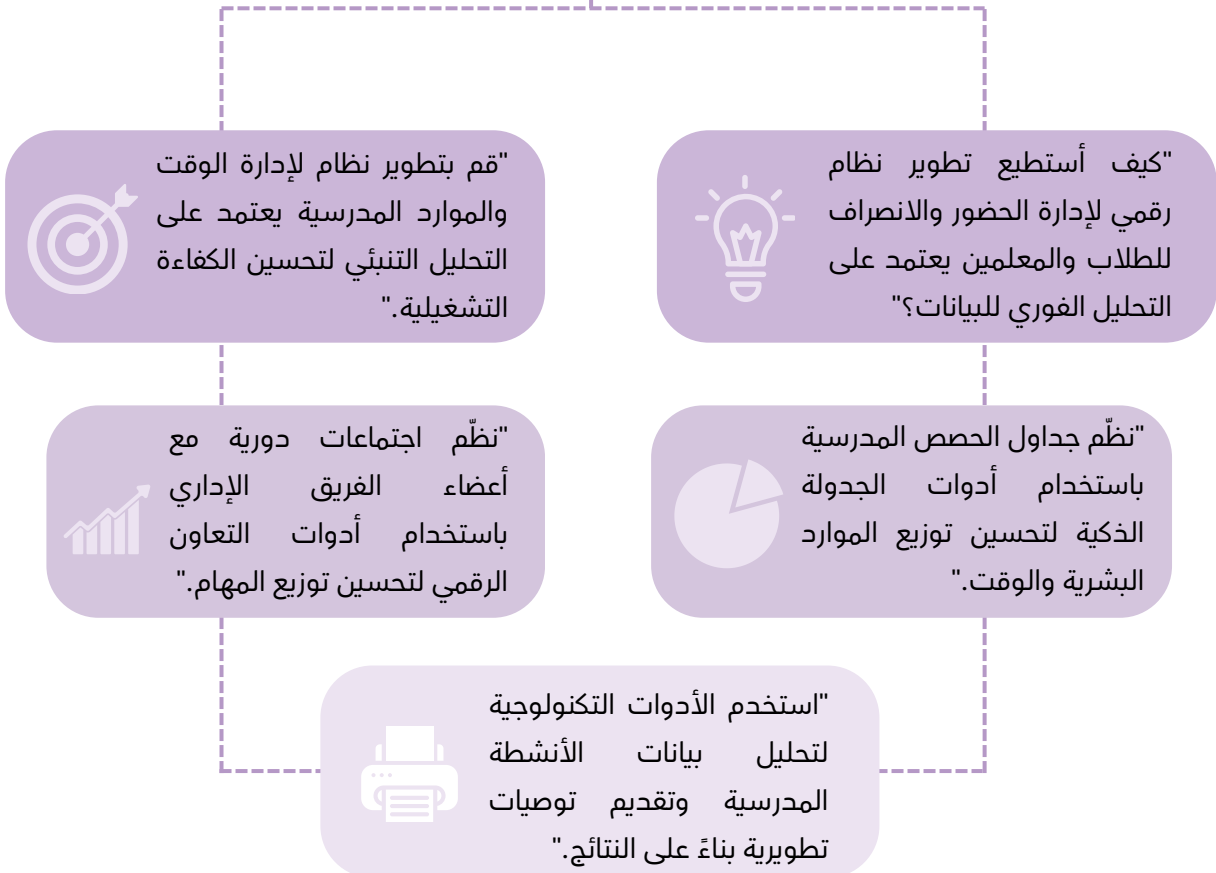 "كيف أستطيع تطوير نظام
رقمي لإدارة الحضور والانصراف
للطلاب والمعلمين يعتمد على
التحليل الفوري للبيانات؟"
"قم بتطوير نظام لإدارة الوقت
والموارد المدرسية يعتمد على
التحليل التنبئي لتحسين الكفاءة
التشغيلية."
"نظّم جداول الحصص المدرسية
باستخدام أدوات الجدولة
الذكية لتحسين توزيع الموارد
البشرية والوقت."
"نظّم اجتماعات دورية مع
أعضاء الفريق الإداري
باستخدام أدوات التعاون
الرقمي لتحسين توزيع المهام."
"استخدم الأدوات التكنولوجية
لتحليل بيانات الأنشطة
المدرسية وتقديم توصيات
تطويرية بناءً على النتائج."